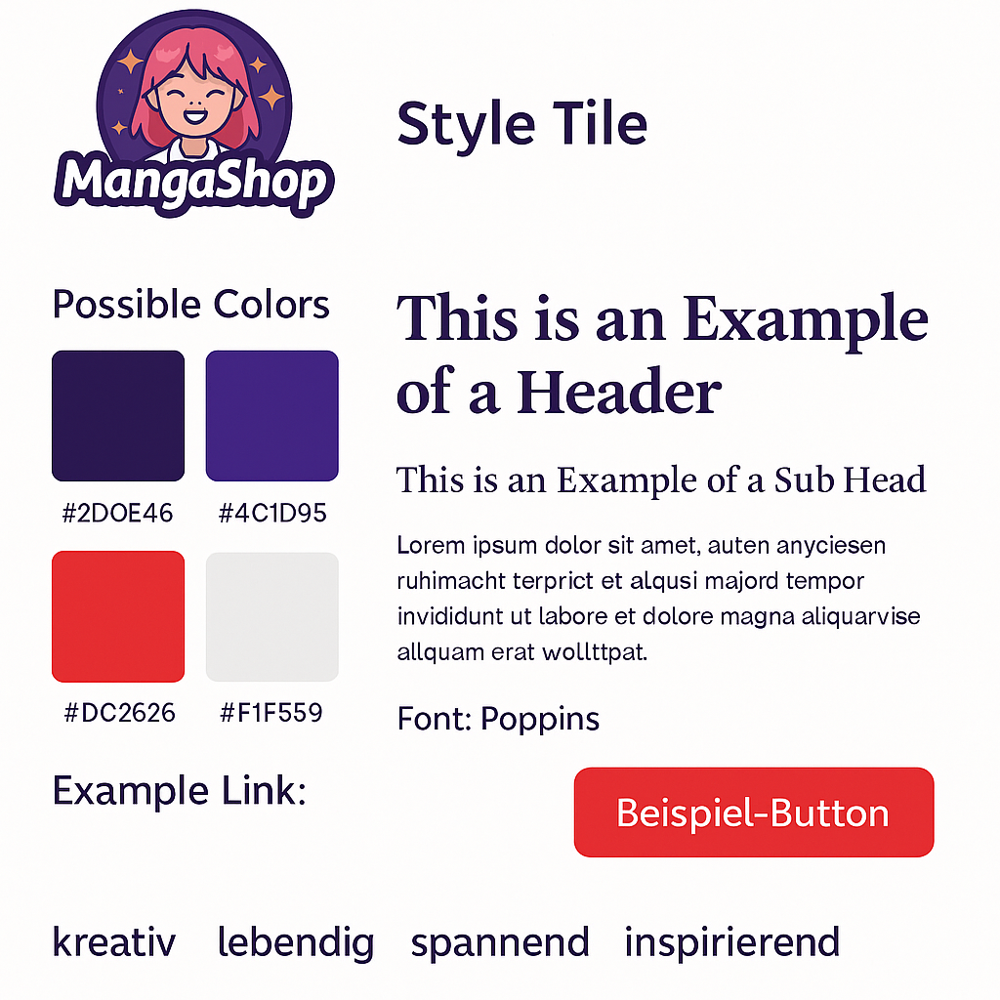 MangaShop
Style Tile
Possible Colors
#2DOE46
#4C1D95
#DC2626
#F1F559
This is an Example
of a Header
This is an Example of a Sub Head
Lorem ipsum dolor sit amet, auten anyciesen
ruhimacht terprict et alqusi majord tempor
invididunt ut labore et dolore magna aliquarvise
allquam erat wollttpat.
Font: Poppins
Example Link:
Beispiel-Button
kreativ lebendig spannend inspirierend